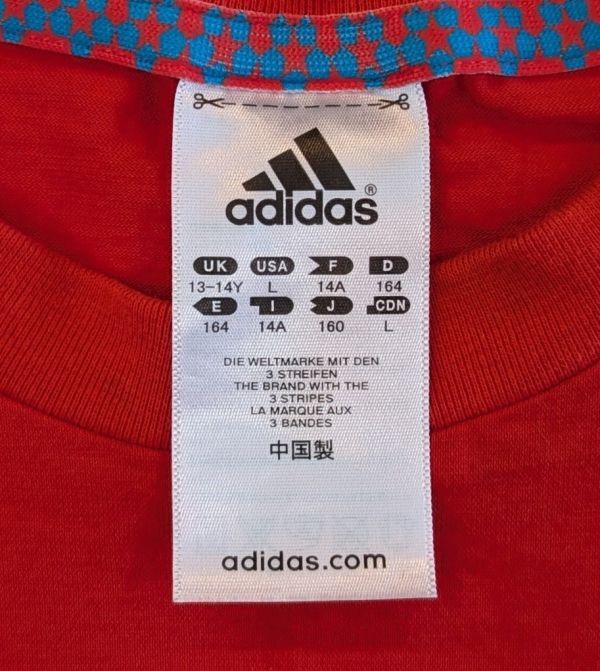 adidas®
UK USA F D
13-14Y L 14A 164
E I J CDN
164 14A 160 L
DIE WELTMARKE MIT DEN
3 STREIFEN
THE BRAND WITH THE
3 STRIPES
LA MARQUE AUX
3 BANDES
中国製
adidas.com